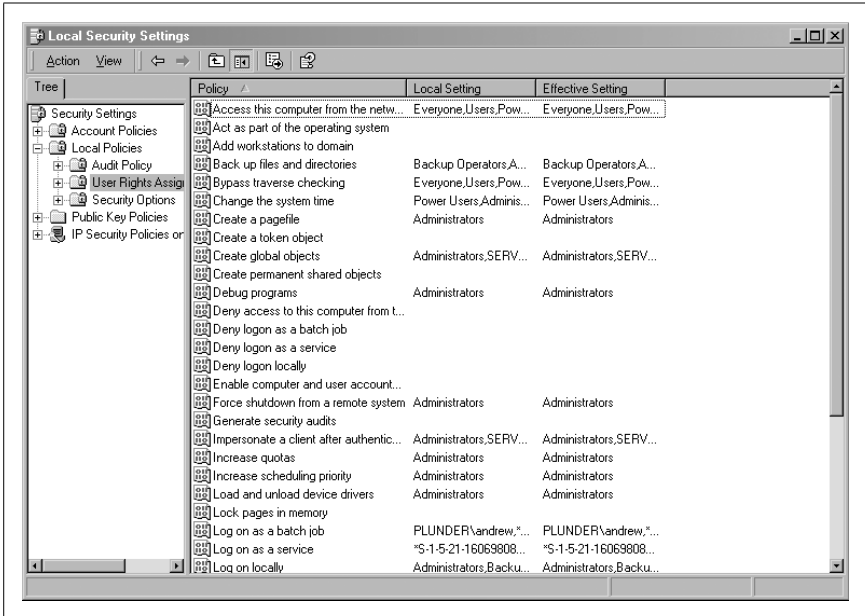 Local Security Settings
Action View
Tree
Security Settings
Account Policies
Local Policies
Audit Policy
User Rights Assig
Security Options
Public Key Policies
IP Security Policies or
Policy Local Setting Effective Setting
Access this computer from the netw... Everyone,Users,Pow... Everyone,Users,Pow...
Act as part of the operating system
Add workstations to domain
Back up files and directories Backup Operators,A... Backup Operators,A...
Bypass traverse checking Everyone,Users,Pow... Everyone,Users,Pow...
Change the system time Power Users,Adminis... Power Users,Adminis...
Create a pagefile Administrators Administrators
Create a token object
Create global objects Administrators,SERV... Administrators,SERV...
Create permanent shared objects
Debug programs Administrators Administrators
Deny access to this computer from t...
Deny logon as a batch job
Deny logon as a service
Deny logon locally
Enable computer and user account...
Force shutdown from a remote system Administrators Administrators
Generate security audits
Impersonate a client after authentic... Administrators,SERV... Administrators,SERV...
Increase quotas Administrators Administrators
Increase scheduling priority Administrators Administrators
Load and unload device drivers Administrators Administrators
Lock pages in memory
Log on as a batch job PLUNDER\andrew,*... PLUNDER\andrew,*...
Log on as a service *S-1-5-21-16069808... *S-1-5-21-16069808...
Log on locally Administrators,Backu... Administrators,Backu...